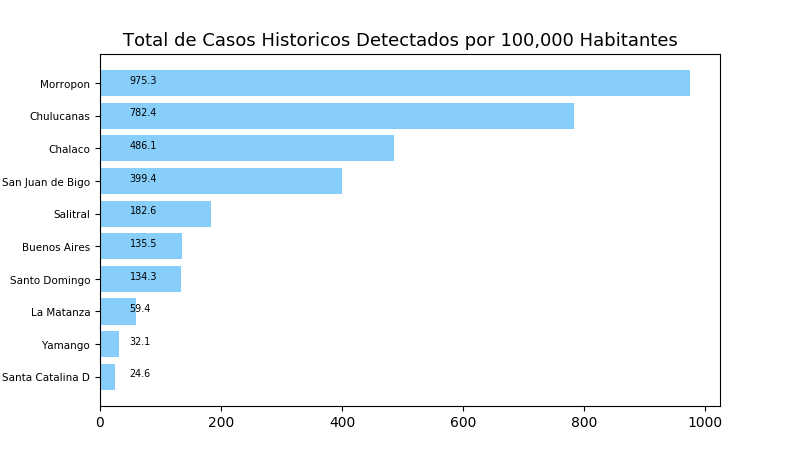 Total de Casos Historicos Detectados por 100,000 Habitantes
Morropon 975.3
Chulucanas 782.4
Chalaco 486.1
San Juan de Bigo 399.4
Salitral 182.6
Buenos Aires 135.5
Santo Domingo 134.3
La Matanza 59.4
Yamango 32.1
Santa Catalina D 24.6
0 200 400 600 800 1000